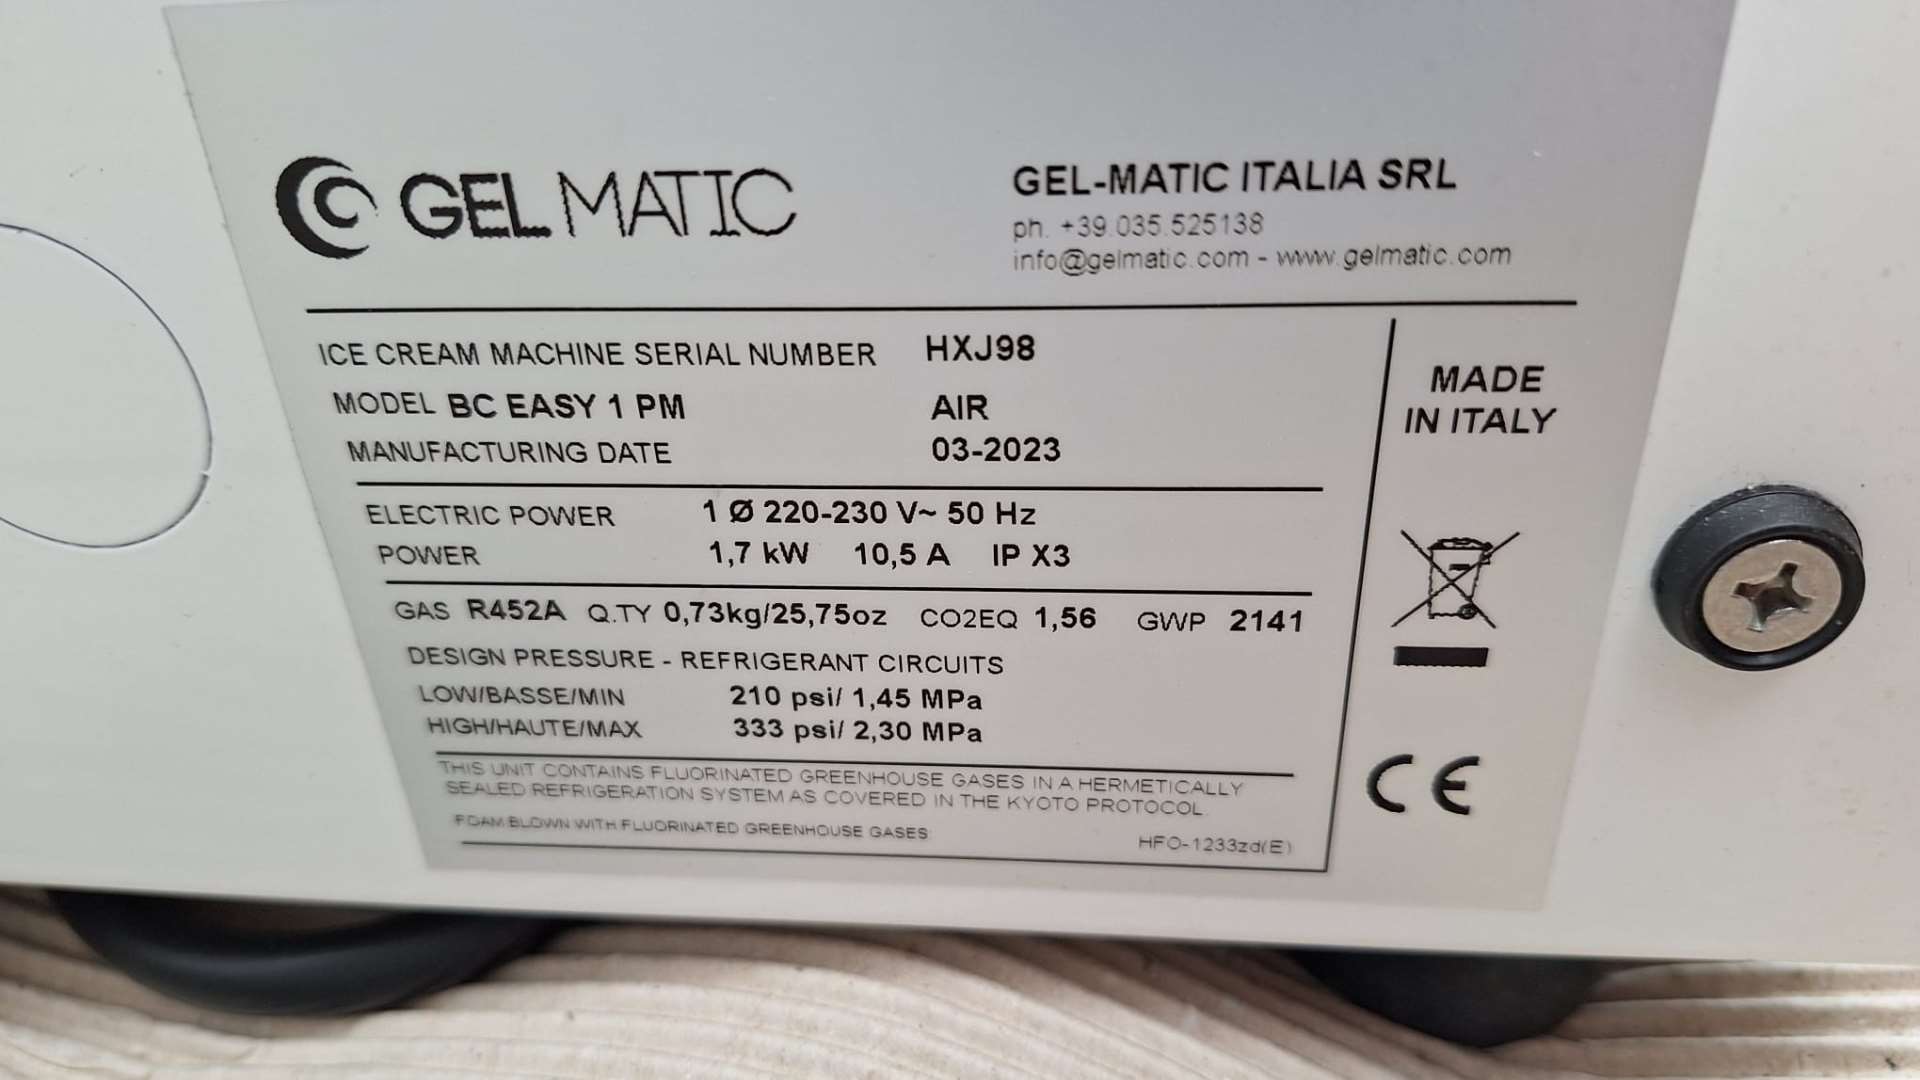 GEL MATIC
GEL-MATIC ITALIA SRL
ph. +39.035.525138
info@gelmatic.com - www.gelmatic.com
ICE CREAM MACHINE SERIAL NUMBER HXJ98
MODEL BC EASY 1 PM AIR
MANUFACTURING DATE 03-2023
MADE
IN ITALY
ELECTRIC POWER 1 Ø 220-230 V~ 50 Hz
POWER 1,7 kW 10,5 A IP X3
GAS R452A Q.TY 0,73kg/25,75oz CO2EQ 1,56 GWP 2141
DESIGN PRESSURE - REFRIGERANT CIRCUITS
LOW/BASSE/MIN 210 psi/ 1,45 MPa
HIGH/HAUTE/MAX 333 psi/ 2,30 MPa
THIS UNIT CONTAINS FLUORINATED GREENHOUSE GASES IN A HERMETICALLY
SEALED REFRIGERATION SYSTEM AS COVERED IN THE KYOTO PROTOCOL
FOAM BLOWN WITH FLUORINATED GREENHOUSE GASES: HFO-1233zd(E)
CE